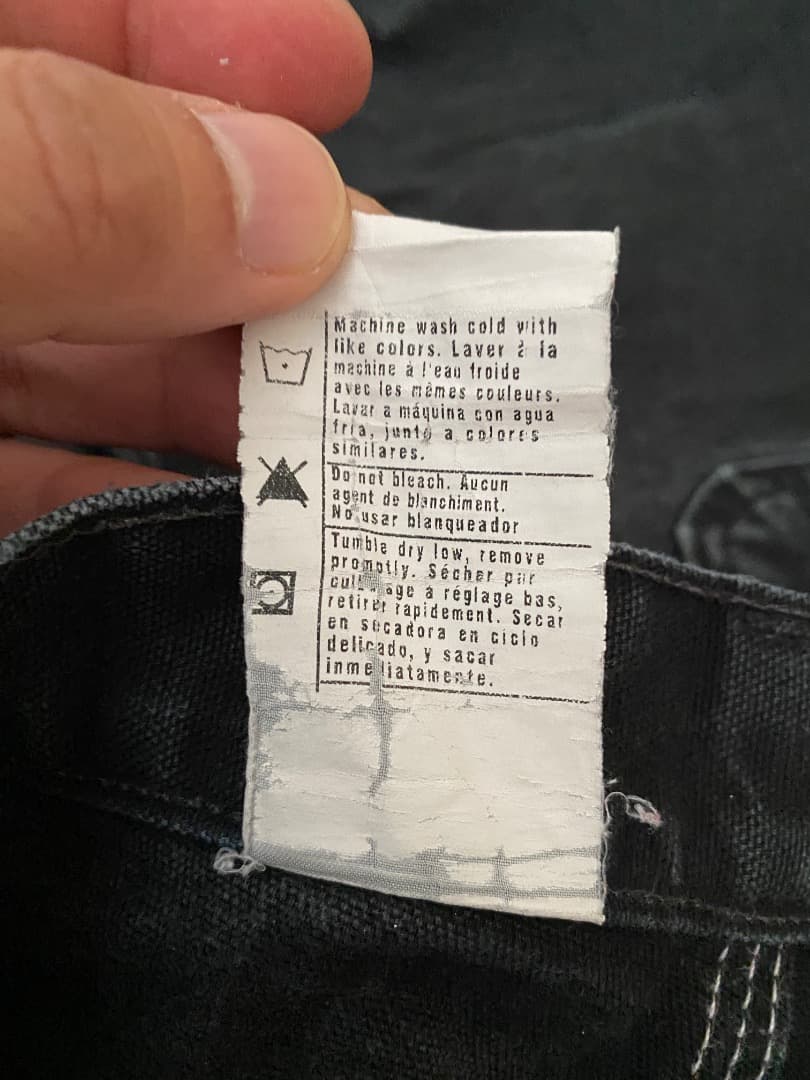 Machine wash cold with
like colors. Laver à la
machine à l'eau froide
avec les mêmes couleurs.
Lavar a máquina con agua
fría, junto a colores
similares.
Do not bleach. Aucun
agent de blanchiment.
No usar blanqueador
Tumble dry low, remove
promptly. Sécher par
à réglage bas,
retirer rapidement. Secar
en secadora en ciclo
delicado, y sacar
inmediatamente.